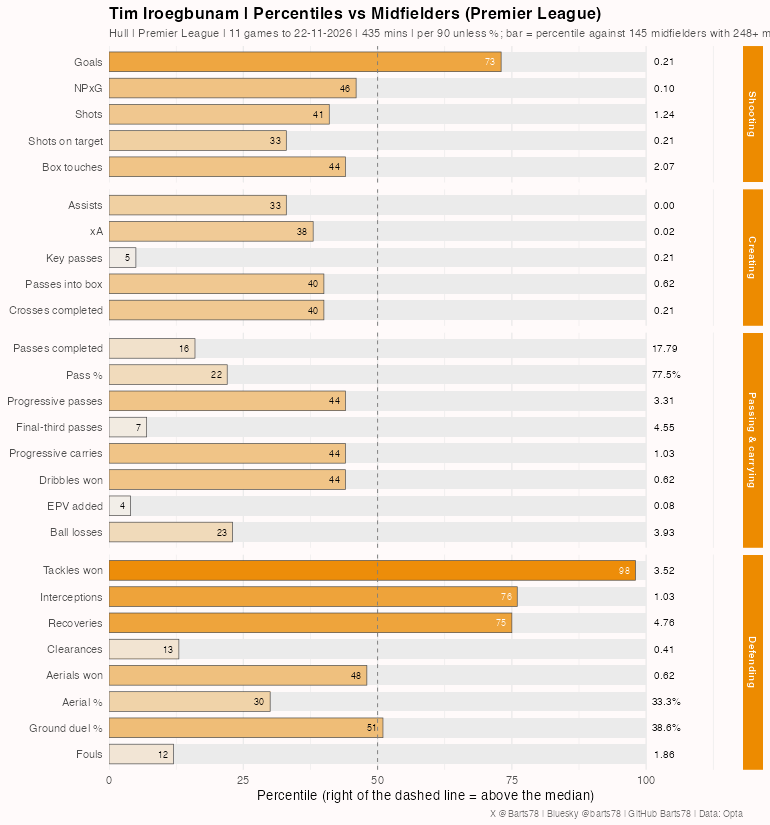 Tim Iroegbunam | Percentiles vs Midfielders (Premier League)
Hull | Premier League | 11 games to 22-11-2026 | 435 mins | per 90 unless %; bar = percentile against 145 midfielders with 248+ m
Goals 73 0.21
NPxG 46 0.10
Shots 41 1.24
Shots on target 33 0.21
Box touches 44 2.07
Shooting
Assists 33 0.00
xA 38 0.02
Key passes 5 0.21
Passes into box 40 0.62
Crosses completed 40 0.21
Creating
Passes completed 16 17.79
Pass % 22 77.5%
Progressive passes 44 3.31
Final-third passes 7 4.55
Progressive carries 44 1.03
Dribbles won 44 0.62
EPV added 4 0.08
Ball losses 23 3.93
Passing & carrying
Tackles won 98 3.52
Interceptions 76 1.03
Recoveries 75 4.76
Clearances 13 0.41
Aerials won 48 0.62
Aerial % 30 33.3%
Ground duel % 51 38.6%
Fouls 12 1.86
Defending
0 25 50 75 100
Percentile (right of the dashed line = above the median)
X @Barts78 | Bluesky @barts78 | GitHub Barts78 | Data: Opta